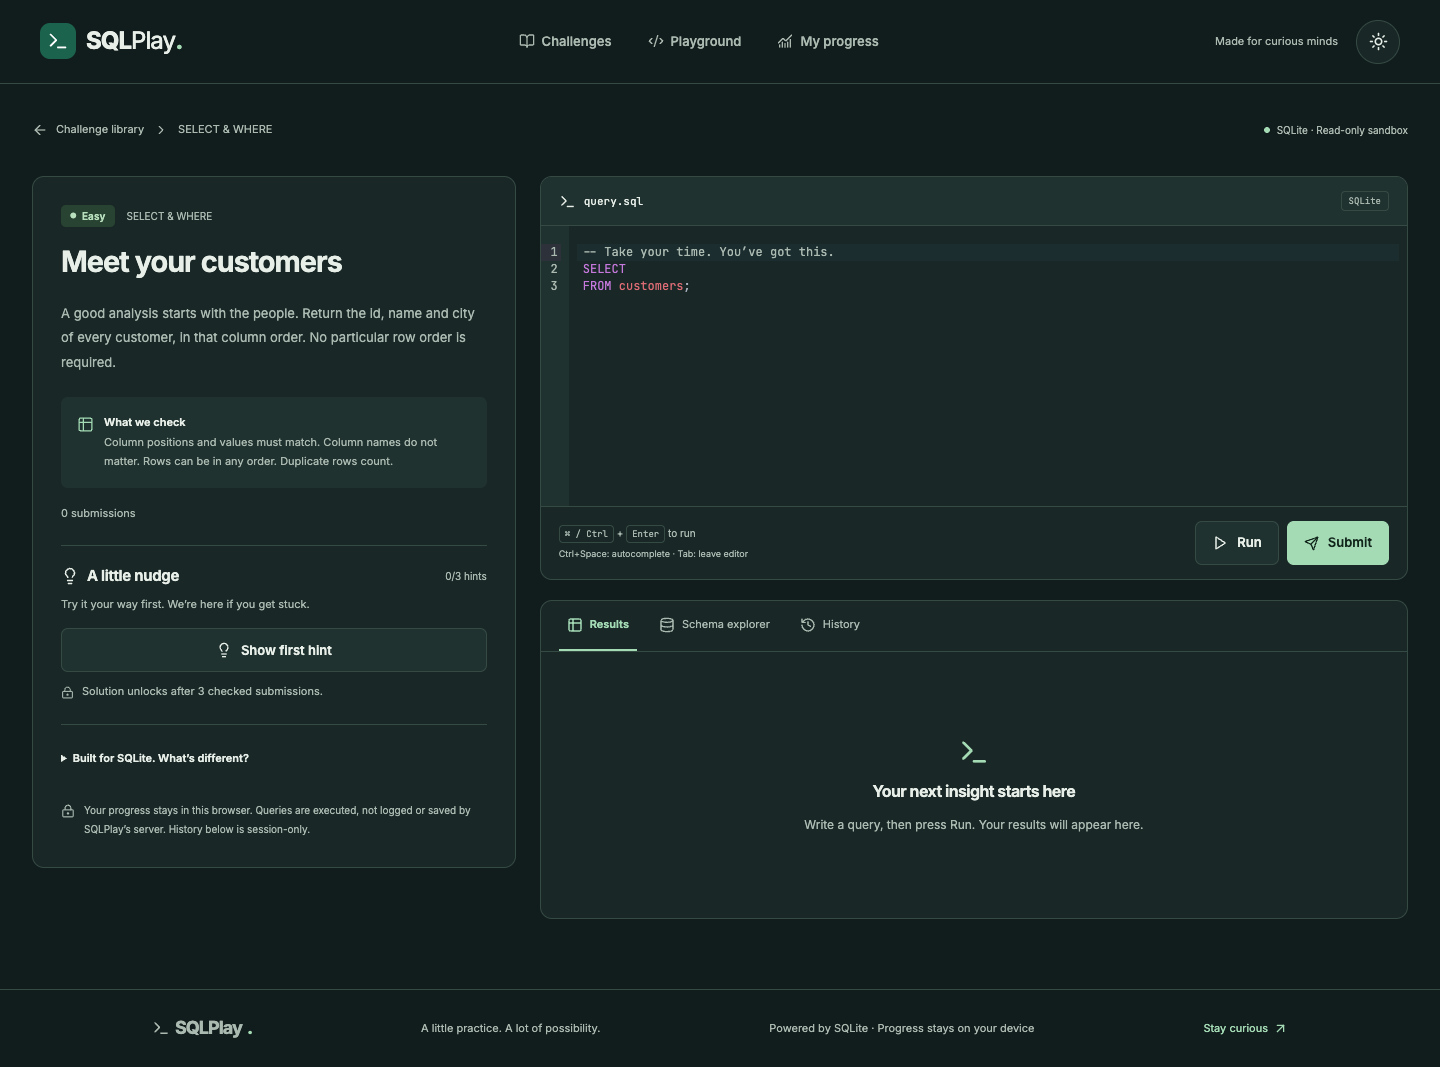 SQLPlay.
Challenges
Playground
My progress
Made for curious minds
Challenge library
SELECT & WHERE
SQLite · Read-only sandbox
Easy
SELECT & WHERE
Meet your customers
A good analysis starts with the people. Return the id, name and city
of every customer, in that column order. No particular row order is
required.
What we check
Column positions and values must match. Column names do not
matter. Rows can be in any order. Duplicate rows count.
0 submissions
A little nudge
0/3 hints
Try it your way first. We’re here if you get stuck.
Show first hint
Solution unlocks after 3 checked submissions.
Built for SQLite. What’s different?
Your progress stays in this browser. Queries are executed, not logged or saved by
SQLPlay’s server. History below is session-only.
query.sql
SQLite
1 -- Take your time. You’ve got this.
2 SELECT
3 FROM customers;
⌘ / Ctrl + Enter to run
Ctrl+Space: autocomplete · Tab: leave editor
Run
Submit
Results
Schema explorer
History
Your next insight starts here
Write a query, then press Run. Your results will appear here.
SQLPlay .
A little practice. A lot of possibility.
Powered by SQLite · Progress stays on your device
Stay curious